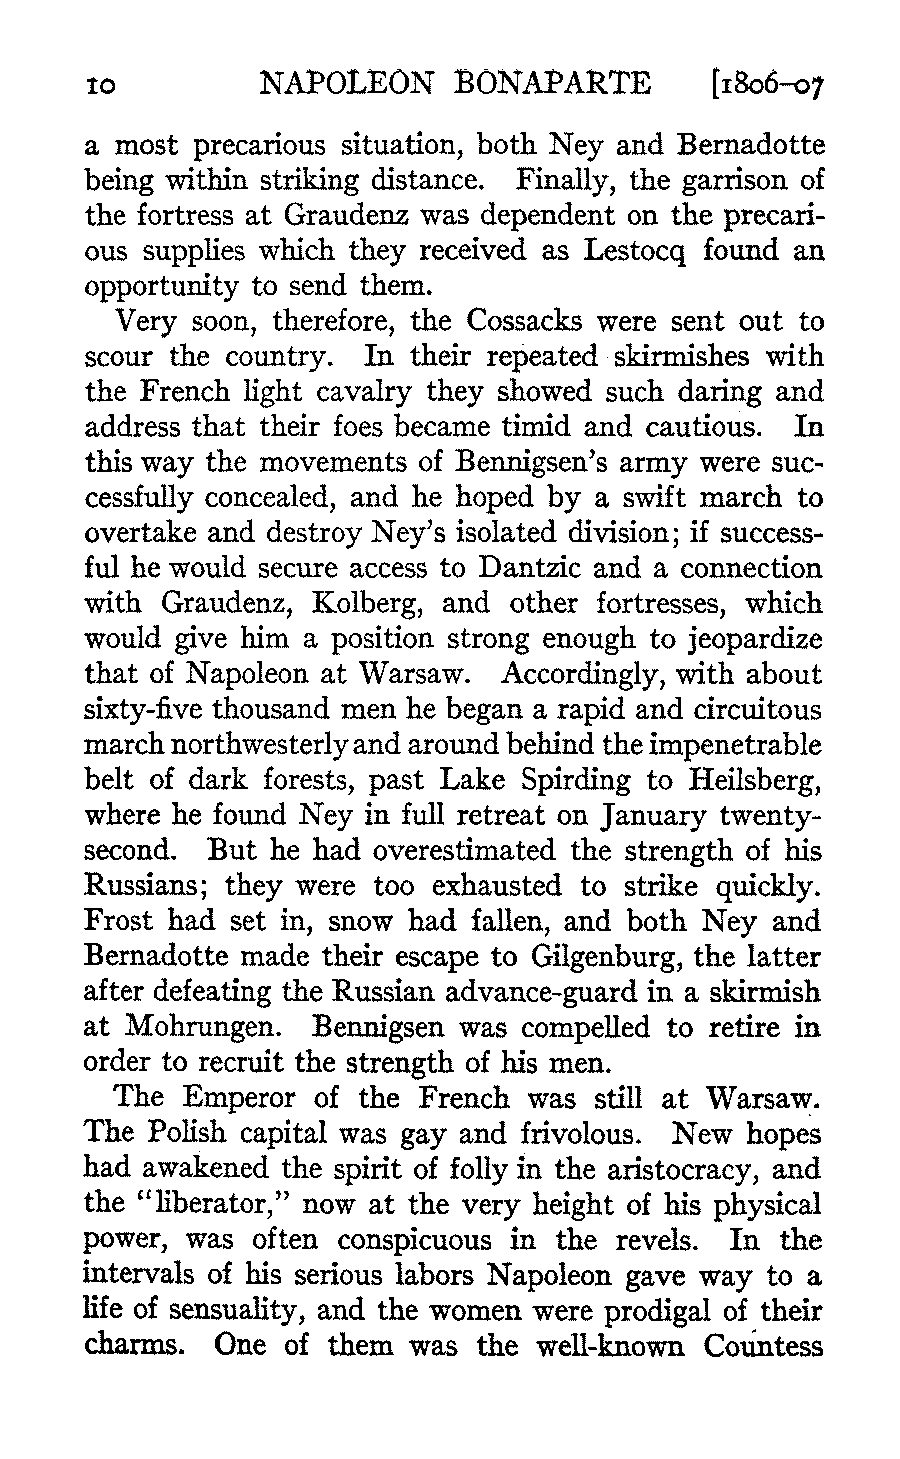 10 NAPOLEON BONAPARTE [1806–07
a most precarious situation, both Ney and Bernadotte
being within striking distance. Finally, the garrison of
the fortress at Graudenz was dependent on the precari-
ous supplies which they received as Lestocq found an
opportunity to send them.
Very soon, therefore, the Cossacks were sent out to
scour the country. In their repeated skirmishes with
the French light cavalry they showed such daring and
address that their foes became timid and cautious. In
this way the movements of Bennigsen's army were suc-
cessfully concealed, and he hoped by a swift march to
overtake and destroy Ney's isolated division; if success-
ful he would secure access to Dantzic and a connection
with Graudenz, Kolberg, and other fortresses, which
would give him a position strong enough to jeopardize
that of Napoleon at Warsaw. Accordingly, with about
sixty-five thousand men he began a rapid and circuitous
march northwesterly and around behind the impenetrable
belt of dark forests, past Lake Spirding to Heilsberg,
where he found Ney in full retreat on January twenty-
second. But he had overestimated the strength of his
Russians; they were too exhausted to strike quickly.
Frost had set in, snow had fallen, and both Ney and
Bernadotte made their escape to Gilgenburg, the latter
after defeating the Russian advance-guard in a skirmish
at Mohrungen. Bennigsen was compelled to retire in
order to recruit the strength of his men.
The Emperor of the French was still at Warsaw.
The Polish capital was gay and frivolous. New hopes
had awakened the spirit of folly in the aristocracy, and
the "liberator," now at the very height of his physical
power, was often conspicuous in the revels. In the
intervals of his serious labors Napoleon gave way to a
life of sensuality, and the women were prodigal of their
charms. One of them was the well-known Countess